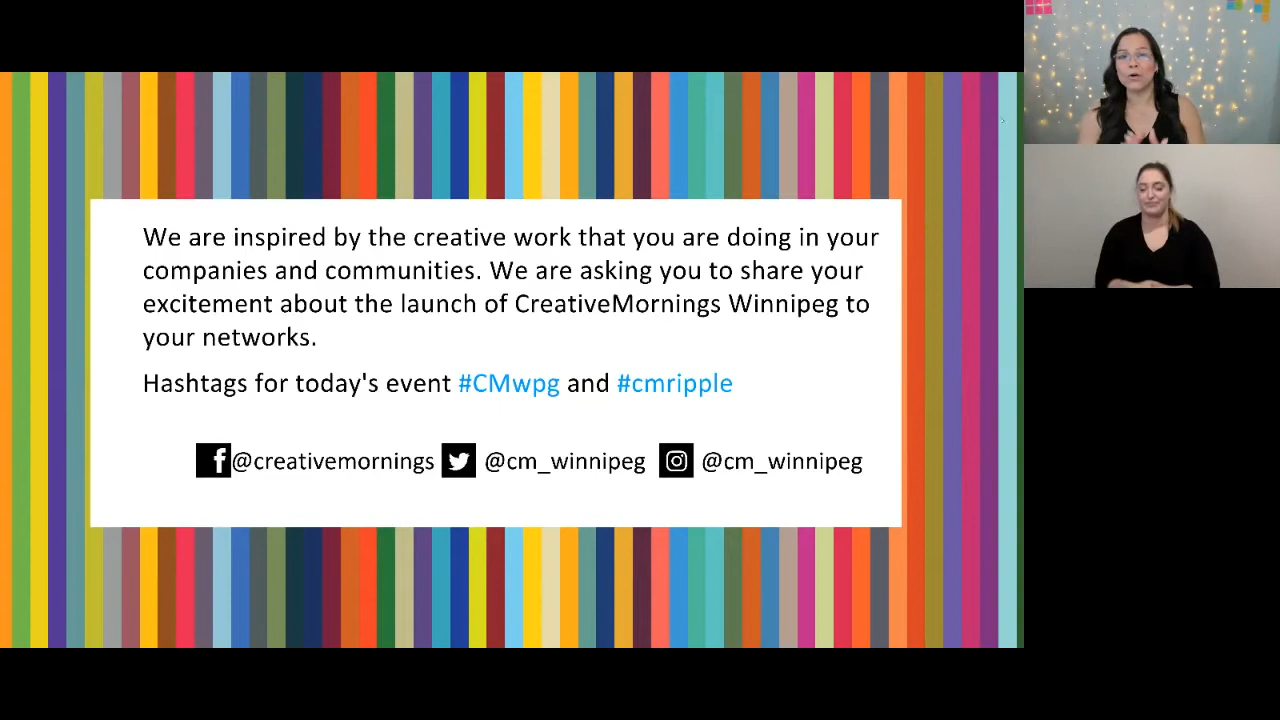 We are inspired by the creative work that you are doing in your
companies and communities. We are asking you to share your
excitement about the launch of CreativeMornings Winnipeg to
your networks.
Hashtags for today's event #CMwpg and #cmripple
@creativemornings @cm_winnipeg @cm_winnipeg